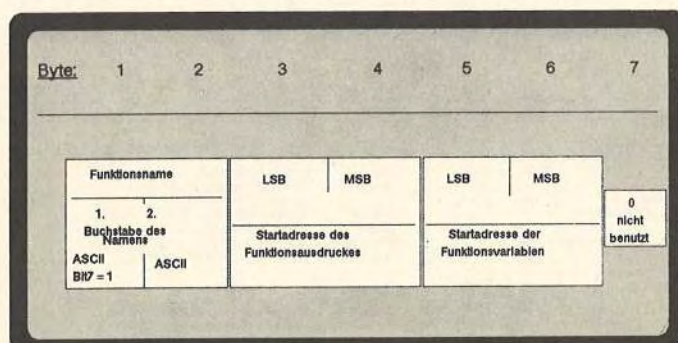 Byte: 1 2 3 4 5 6 7
Funktionsname
1. 2.
Buchstabe des
Namens
ASCII
Bit7 = 1
ASCII
LSB MSB
Startadresse des
Funktionsausdruckes
LSB MSB
Startadresse der
Funktionsvariablen
0
nicht
benutzt